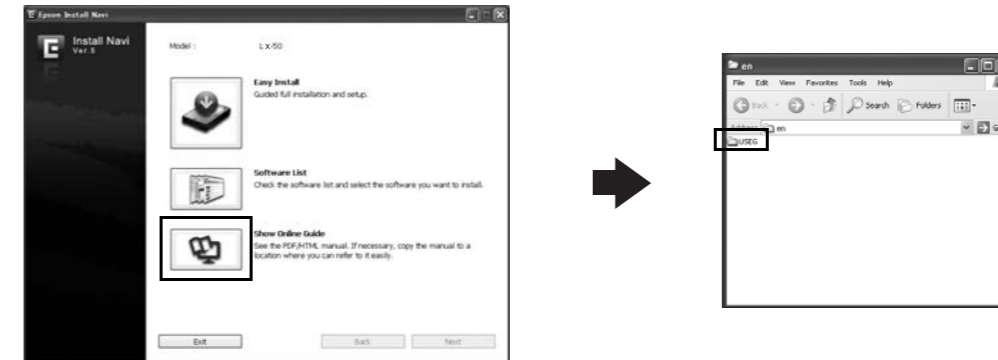 Epson Install Navi
Install Navi
Ver.5
Model :
LX-50
Easy Install
Guided full installation and setup.
Software List
Check the software list and select the software you want to install.
Show Online Guide
See the PDF/HTML manual. If necessary, copy the manual to a
location where you can refer to it easily.
Exit
Back
Next
en
File Edit View Favorites Tools Help
Back
Search
Folders
Address
en
USEG